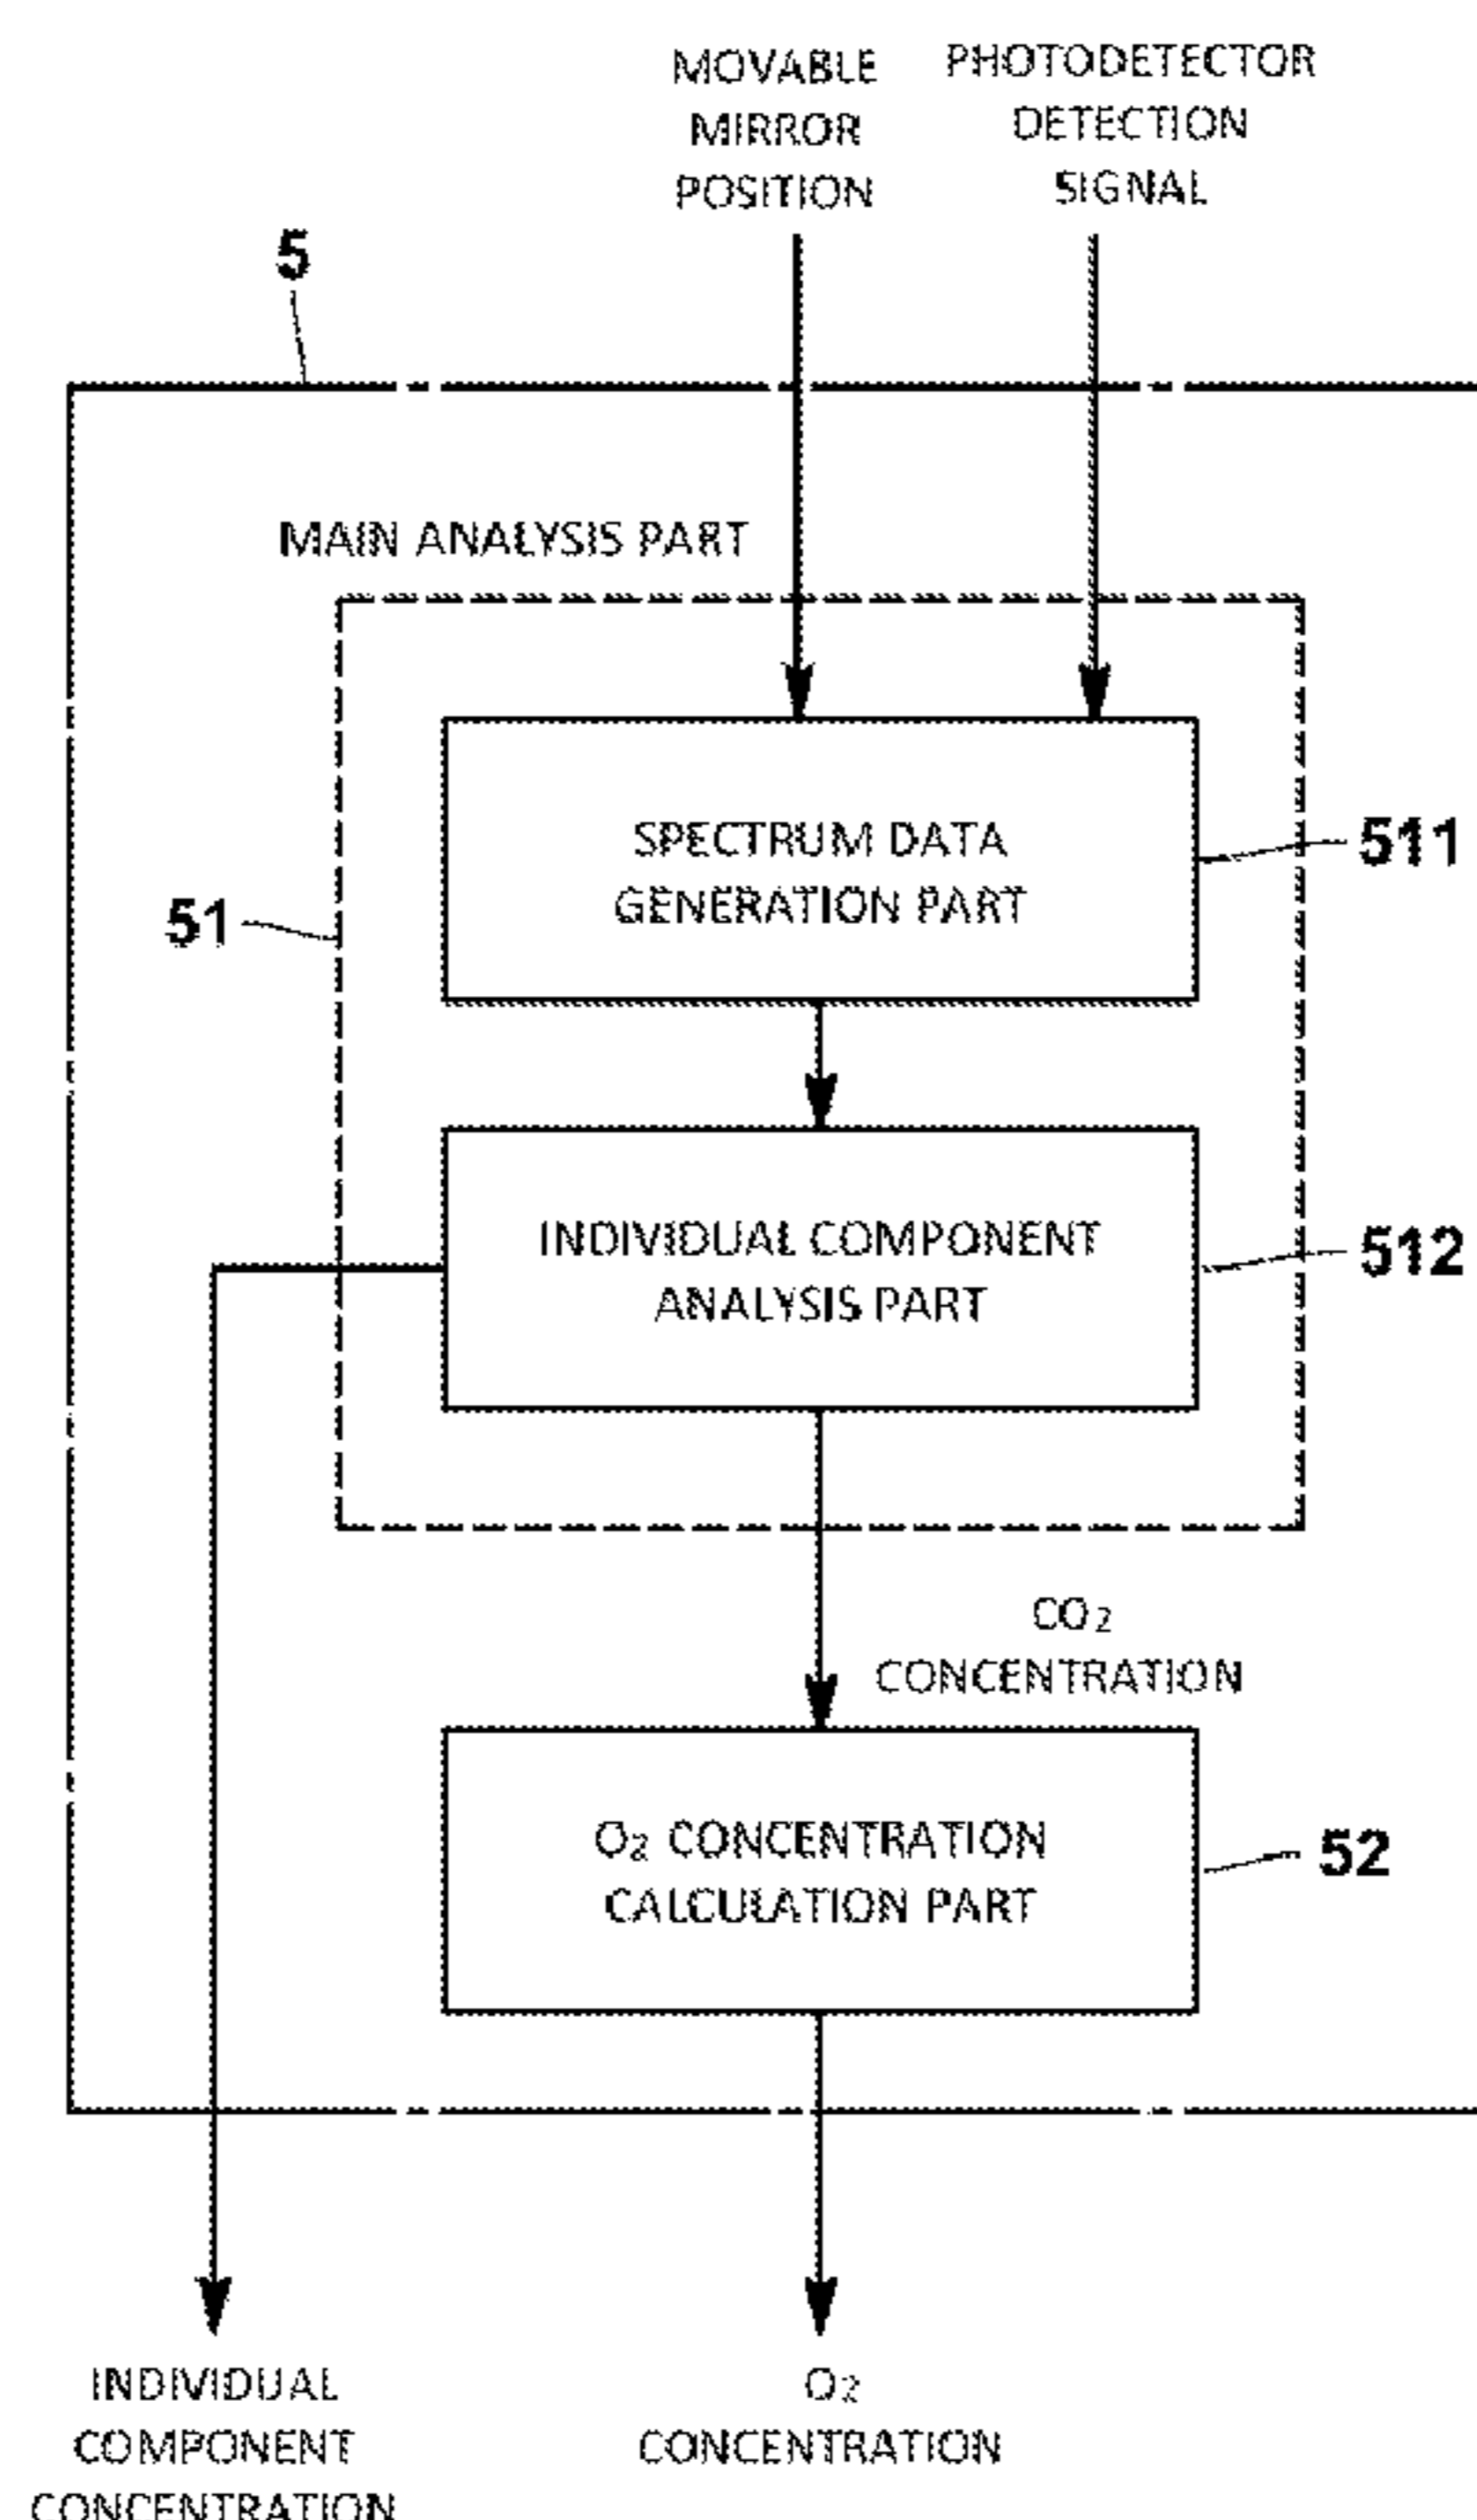 MOVABLE
MIRROR
POSITION
PHOTODETECTOR
DETECTION
SIGNAL
5
MAIN ANALYSIS PART
SPECTRUM DATA
GENERATION PART
511
51
INDIVIDUAL COMPONENT
ANALYSIS PART
512
CO₂
CONCENTRATION
O₂ CONCENTRATION
CALCULATION PART
52
INDIVIDUAL
COMPONENT
CONCENTRATION
O₂
CONCENTRATION